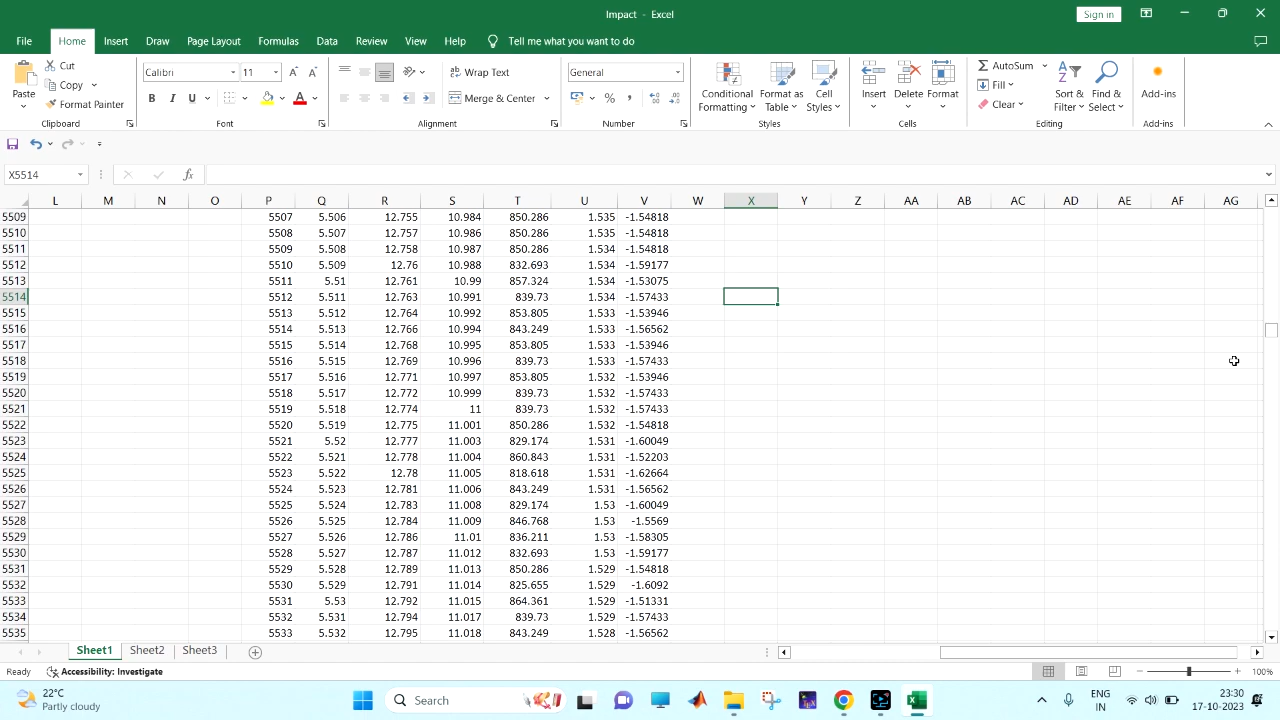 Impact - Excel
Sign in
File Home Insert Draw Page Layout Formulas Data Review View Help Tell me what you want to do
Paste Cut Copy Format Painter Clipboard
Calibri 11 A A B I U A Font
ab Wrap Text Merge & Center Alignment
General % , Number
Conditional Formatting Format as Table Cell Styles Styles
Insert Delete Format Cells
AutoSum Fill Clear Sort & Filter Find & Select Editing
Add-ins Add-ins
X5514 fx
L M N O P Q R S T U V W X Y Z AA AB AC AD AE AF AG
5509 5507 5.506 12.755 10.984 850.286 1.535 -1.54818
5510 5508 5.507 12.757 10.986 850.286 1.535 -1.54818
5511 5509 5.508 12.758 10.987 850.286 1.534 -1.54818
5512 5510 5.509 12.76 10.988 832.693 1.534 -1.59177
5513 5511 5.51 12.761 10.99 857.324 1.534 -1.53075
5514 5512 5.511 12.763 10.991 839.73 1.534 -1.57433
5515 5513 5.512 12.764 10.992 853.805 1.533 -1.53946
5516 5514 5.513 12.766 10.994 843.249 1.533 -1.56562
5517 5515 5.514 12.768 10.995 853.805 1.533 -1.53946
5518 5516 5.515 12.769 10.996 839.73 1.533 -1.57433
5519 5517 5.516 12.771 10.997 853.805 1.532 -1.53946
5520 5518 5.517 12.772 10.999 839.73 1.532 -1.57433
5521 5519 5.518 12.774 11 839.73 1.532 -1.57433
5522 5520 5.519 12.775 11.001 850.286 1.532 -1.54818
5523 5521 5.52 12.777 11.003 829.174 1.531 -1.60049
5524 5522 5.521 12.778 11.004 860.843 1.531 -1.52203
5525 5523 5.522 12.78 11.005 818.618 1.531 -1.62664
5526 5524 5.523 12.781 11.006 843.249 1.531 -1.56562
5527 5525 5.524 12.783 11.008 829.174 1.53 -1.60049
5528 5526 5.525 12.784 11.009 846.768 1.53 -1.5569
5529 5527 5.526 12.786 11.01 836.211 1.53 -1.58305
5530 5528 5.527 12.787 11.012 832.693 1.53 -1.59177
5531 5529 5.528 12.789 11.013 850.286 1.529 -1.54818
5532 5530 5.529 12.791 11.014 825.655 1.529 -1.6092
5533 5531 5.53 12.792 11.015 864.361 1.529 -1.51331
5534 5532 5.531 12.794 11.017 839.73 1.529 -1.57433
5535 5533 5.532 12.795 11.018 843.249 1.528 -1.56562
Sheet1 Sheet2 Sheet3
Ready Accessibility: Investigate 100%
22°C
Partly cloudy
Search
ENG
IN
23:30
17-10-2023